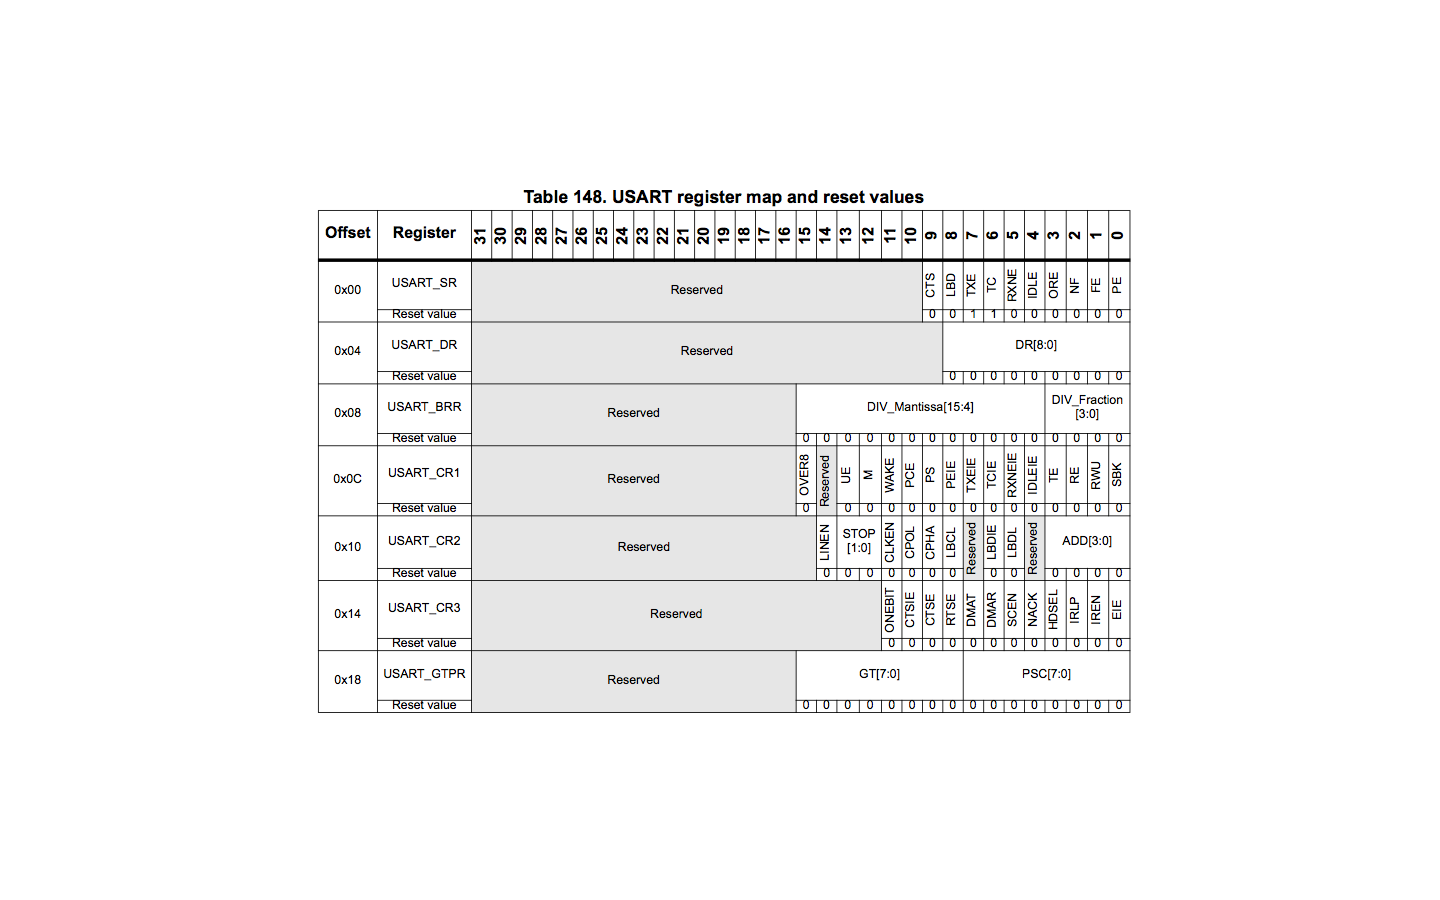 Table 148. USART register map and reset values
Offset Register 31 30 29 28 27 26 25 24 23 22 21 20 19 18 17 16 15 14 13 12 11 10 9 8 7 6 5 4 3 2 1 0
0x00 USART_SR Reserved CTS LBD TXE TC RXNE IDLE ORE NF FE PE
Reset value 0 0 1 1 0 0 0 0 0 0
0x04 USART_DR Reserved DR[8:0]
Reset value 0 0 0 0 0 0 0 0 0
0x08 USART_BRR Reserved DIV_Mantissa[15:4] DIV_Fraction
[3:0]
Reset value 0 0 0 0 0 0 0 0 0 0 0 0 0 0 0 0
0x0C USART_CR1 Reserved OVER8 Reserved UE M WAKE PCE PS PEIE TXEIE TCIE RXNEIE IDLEIE TE RE RWU SBK
Reset value 0 0 0 0 0 0 0 0 0 0 0 0 0 0 0
0x10 USART_CR2 Reserved LINEN STOP
[1:0] CLKEN CPOL CPHA LBCL Reserved LBDIE LBDL Reserved ADD[3:0]
Reset value 0 0 0 0 0 0 0 0 0 0 0 0 0
0x14 USART_CR3 Reserved ONEBIT CTSIE CTSE RTSE DMAT DMAR SCEN NACK HDSEL IRLP IREN EIE
Reset value 0 0 0 0 0 0 0 0 0 0 0 0
0x18 USART_GTPR Reserved GT[7:0] PSC[7:0]
Reset value 0 0 0 0 0 0 0 0 0 0 0 0 0 0 0 0